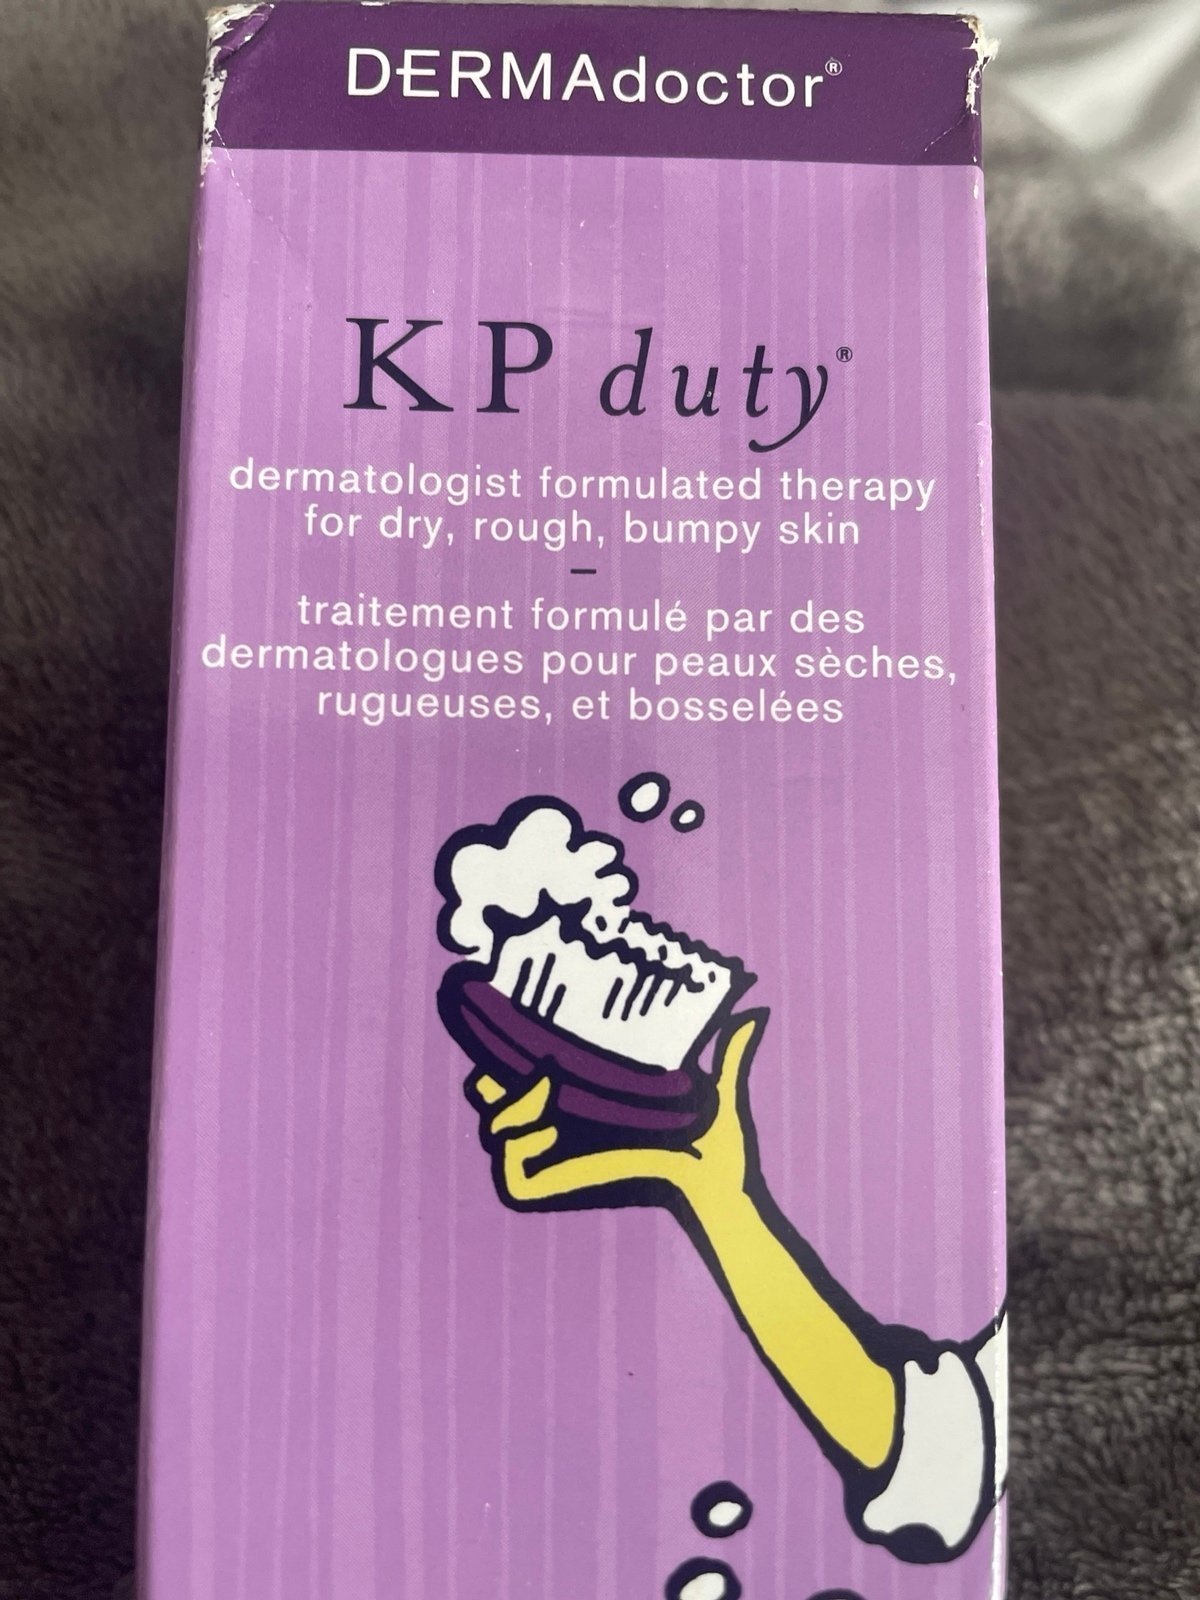 DERMAdoctor®
KP duty®
dermatologist formulated therapy
for dry, rough, bumpy skin
–
traitement formulé par des
dermatologues pour peaux sèches,
rugueuses, et bosselées